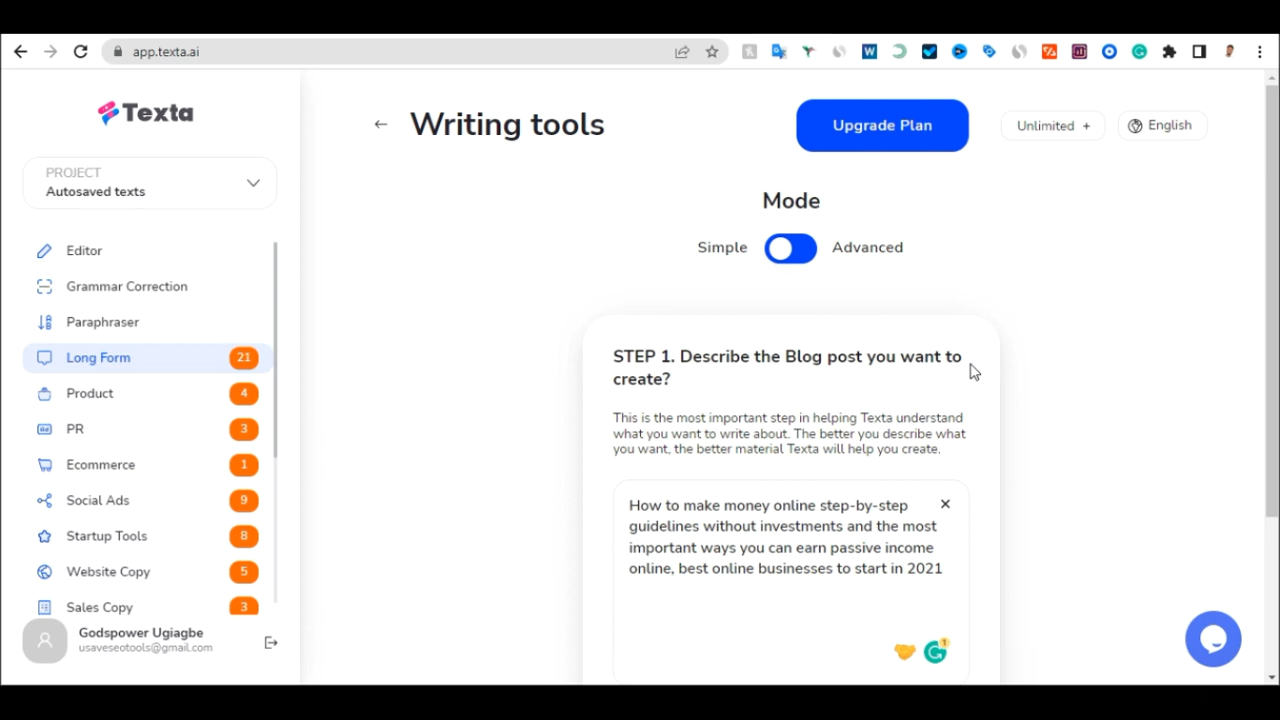 app.texta.ai
Texta
PROJECT
Autosaved texts
Editor
Grammar Correction
Paraphraser
Long Form 21
Product 4
PR 3
Ecommerce 1
Social Ads 9
Startup Tools 8
Website Copy 5
Sales Copy 3
Godspower Ugiagbe
usaveseotools@gmail.com
Writing tools
Upgrade Plan
Unlimited +
English
Mode
Simple
Advanced
STEP 1. Describe the Blog post you want to
create?
This is the most important step in helping Texta understand
what you want to write about. The better you describe what
you want, the better material Texta will help you create.
How to make money online step-by-step
guidelines without investments and the most
important ways you can earn passive income
online, best online businesses to start in 2021
1